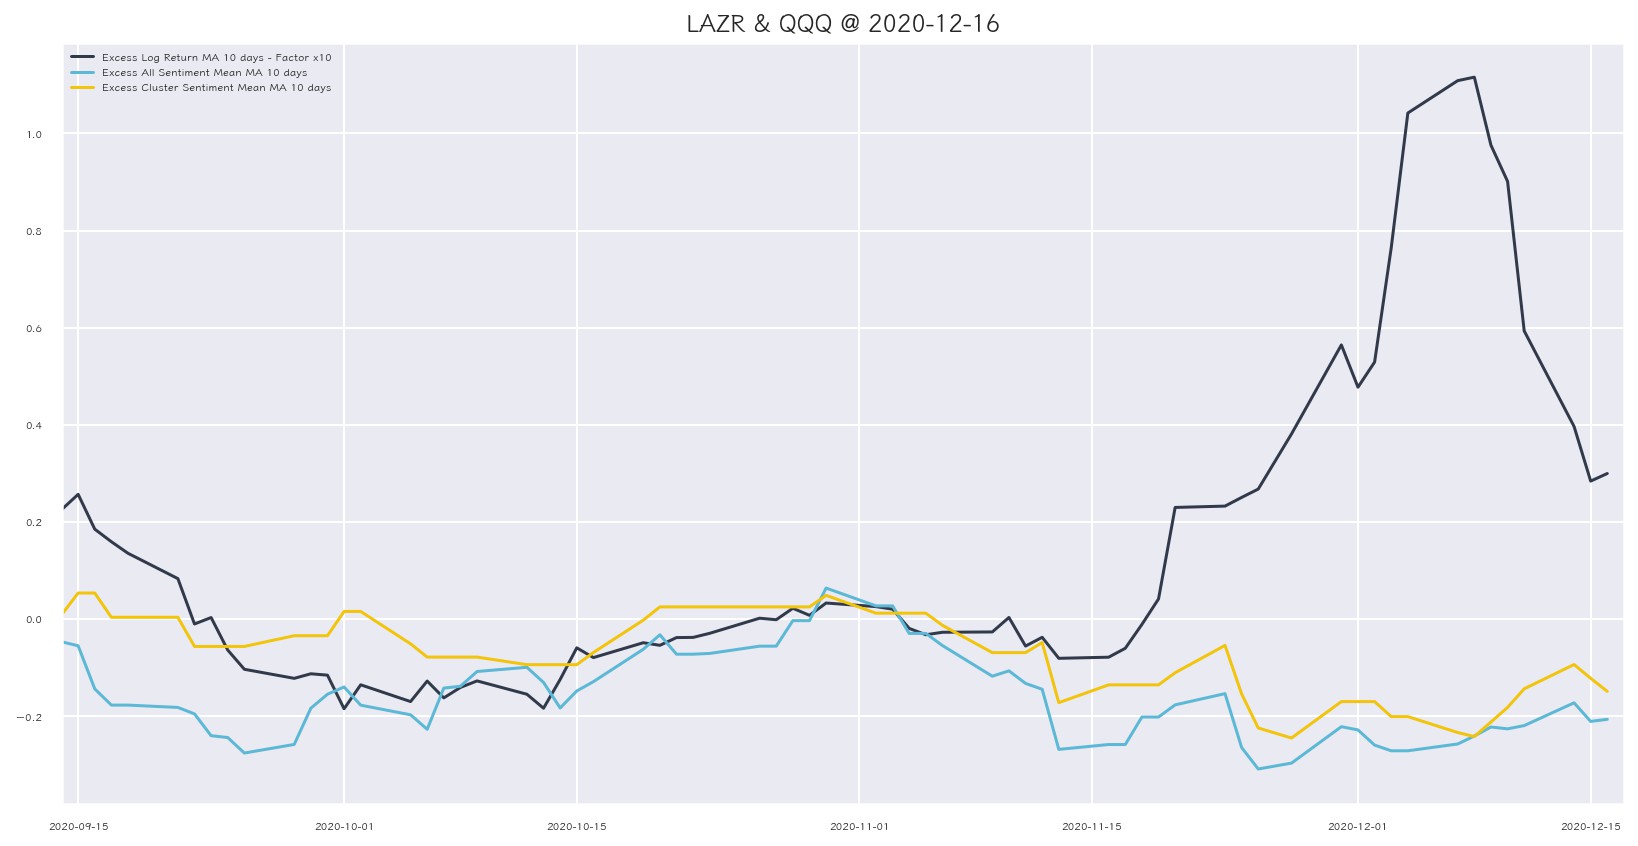 LAZR & QQQ @ 2020-12-16
Excess Log Return MA 10 days - Factor x10
Excess All Sentiment Mean MA 10 days
Excess Cluster Sentiment Mean MA 10 days
1.0
0.8
0.6
0.4
0.2
0.0
−0.2
2020-09-15 2020-10-01 2020-10-15 2020-11-01 2020-11-15 2020-12-01 2020-12-15